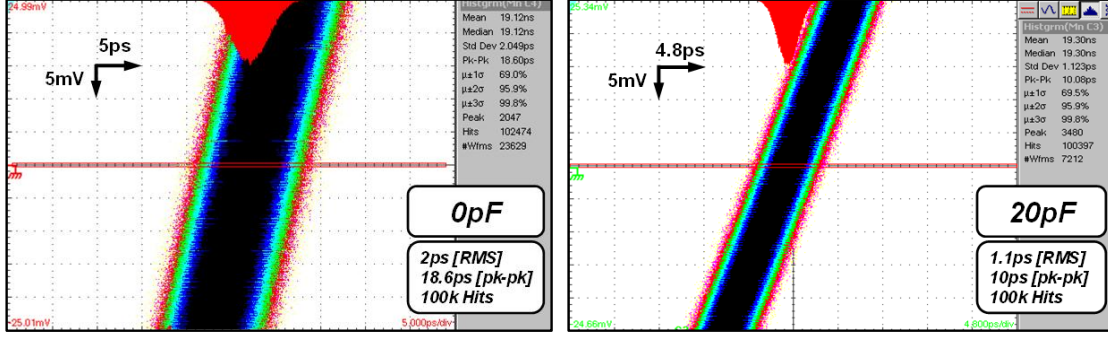 24.99mV
5ps
5mV
Histgrm(Mn C4)
Mean 19.12ns
Median 19.12ns
Std Dev 2.049ps
Pk-Pk 18.60ps
µ±1σ 69.0%
µ±2σ 95.9%
µ±3σ 99.8%
Peak 2047
Hits 102474
#Wfms 23629
0pF
2ps [RMS]
18.6ps [pk-pk]
100k Hits
-25.01mV
5.000ps/div
25.34mV
4.8ps
5mV
Histgrm(Mn C3)
Mean 19.30ns
Median 19.30ns
Std Dev 1.123ps
Pk-Pk 10.08ps
µ±1σ 69.5%
µ±2σ 95.9%
µ±3σ 99.8%
Peak 3480
Hits 100397
#Wfms 7212
20pF
1.1ps [RMS]
10ps [pk-pk]
100k Hits
-24.66mV
4.800ps/div